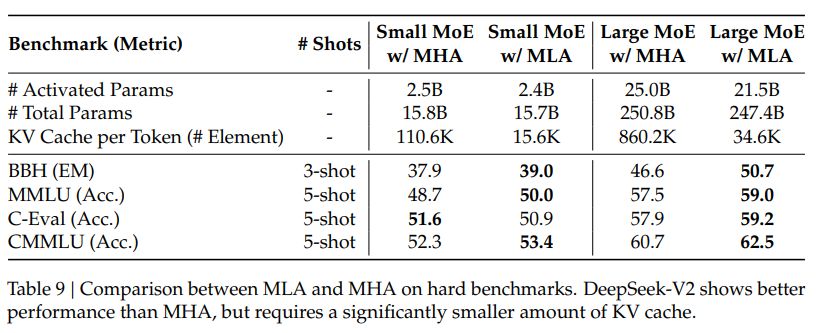 Benchmark (Metric) # Shots Small MoE w/ MHA Small MoE w/ MLA Large MoE w/ MHA Large MoE w/ MLA
# Activated Params - 2.5B 2.4B 25.0B 21.5B
# Total Params - 15.8B 15.7B 250.8B 247.4B
KV Cache per Token (# Element) - 110.6K 15.6K 860.2K 34.6K
BBH (EM) 3-shot 37.9 39.0 46.6 50.7
MMLU (Acc.) 5-shot 48.7 50.0 57.5 59.0
C-Eval (Acc.) 5-shot 51.6 50.9 57.9 59.2
CMMLU (Acc.) 5-shot 52.3 53.4 60.7 62.5
Table 9 | Comparison between MLA and MHA on hard benchmarks. DeepSeek-V2 shows better
performance than MHA, but requires a significantly smaller amount of KV cache.